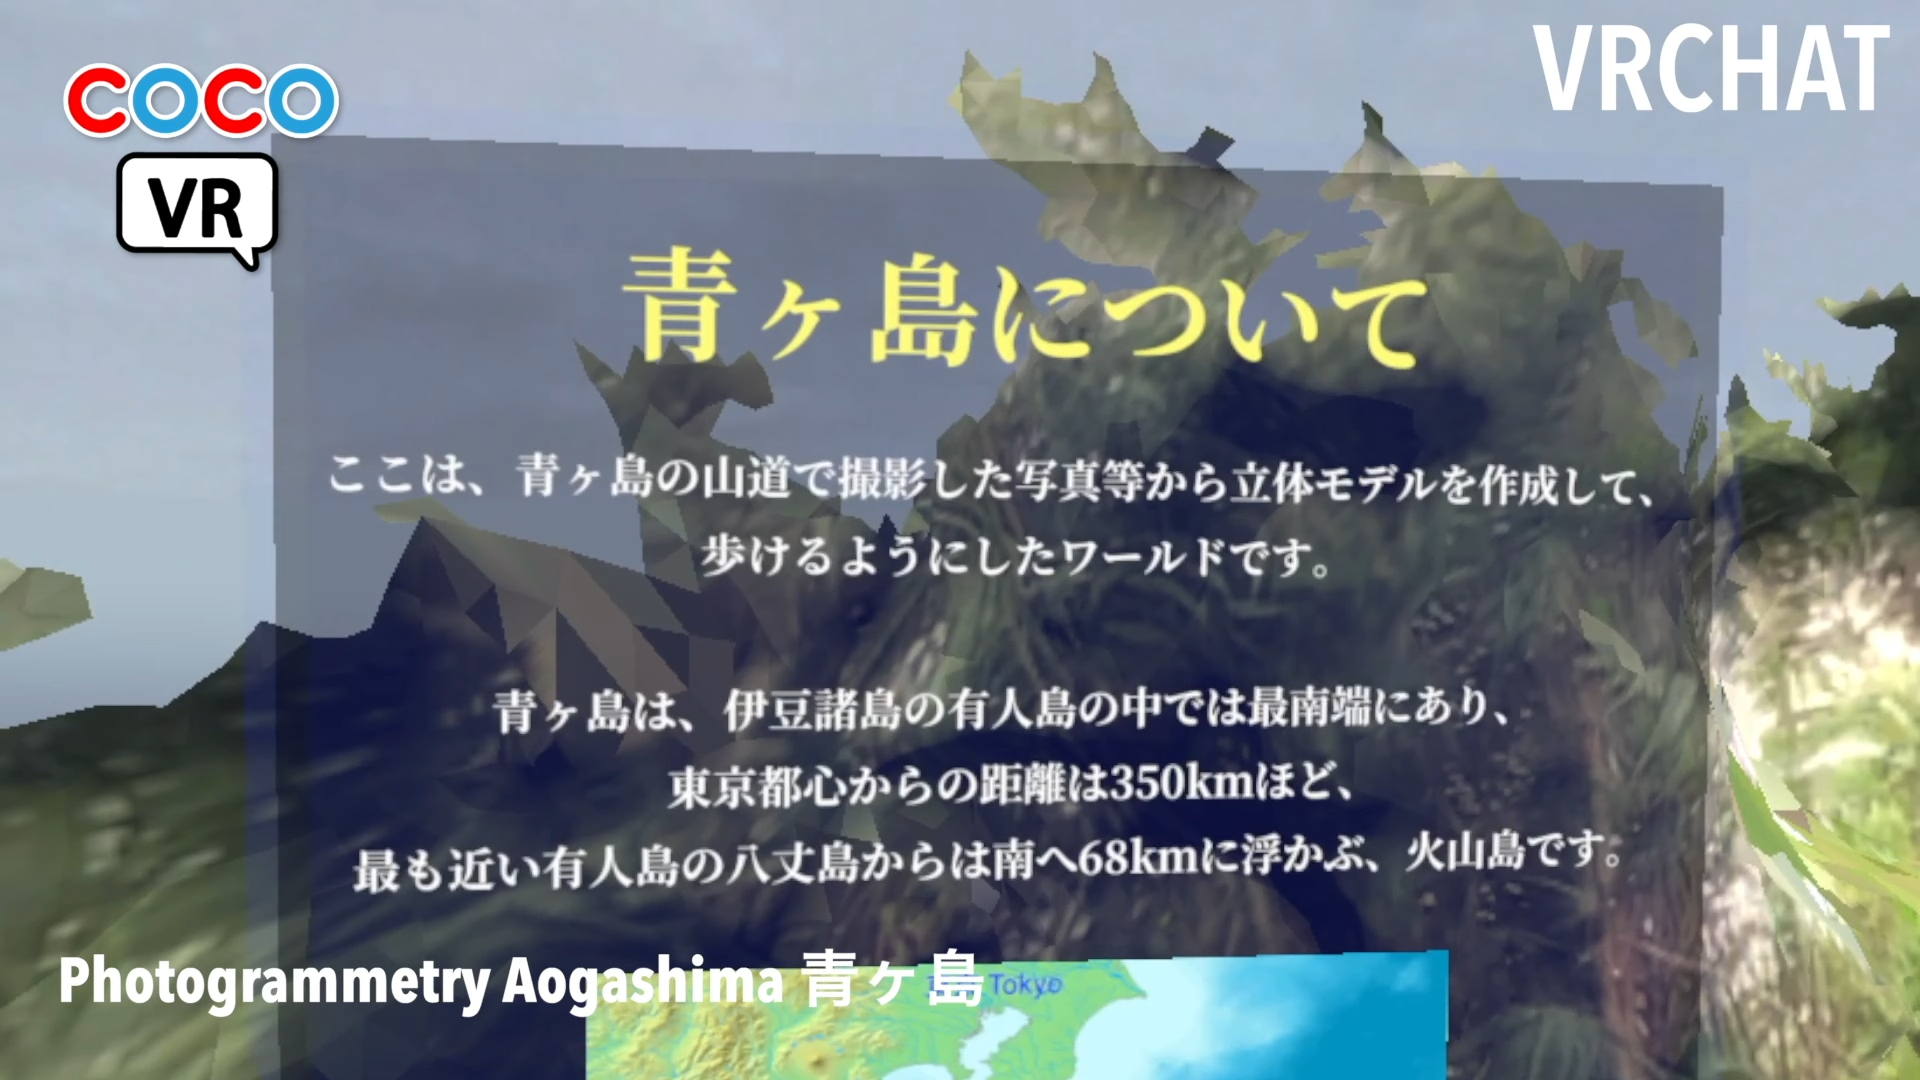 COCO
VR
VRCHAT
青ヶ島について
ここは、青ヶ島の山道で撮影した写真等から立体モデルを作成して、
歩けるようにしたワールドです。
青ヶ島は、伊豆諸島の有人島の中では最南端にあり、
東京都心からの距離は350kmほど、
最も近い有人島の八丈島からは南へ68kmに浮かぶ、火山島です。
Photogrammetry Aogashima 青ヶ島
Tokyo